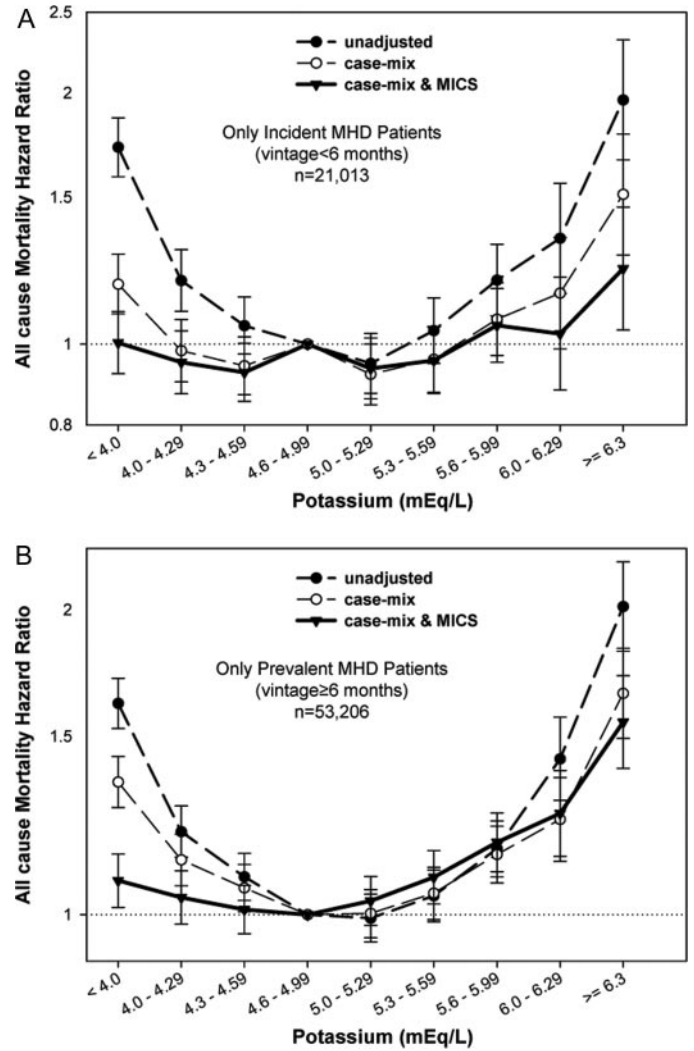 A
2.5
2
1.5
1
0.8
All cause Mortality Hazard Ratio
unadjusted
case-mix
case-mix & MICS
Only Incident MHD Patients
(vintage<6 months)
n=21,013
< 4.0
4.0 - 4.29
4.3 - 4.59
4.6 - 4.99
5.0 - 5.29
5.3 - 5.59
5.6 - 5.99
6.0 - 6.29
>= 6.3
Potassium (mEq/L)
B
2
1.5
1
All cause Mortality Hazard Ratio
unadjusted
case-mix
case-mix & MICS
Only Prevalent MHD Patients
(vintage≥6 months)
n=53,206
< 4.0
4.0 - 4.29
4.3 - 4.59
4.6 - 4.99
5.0 - 5.29
5.3 - 5.59
5.6 - 5.99
6.0 - 6.29
>= 6.3
Potassium (mEq/L)